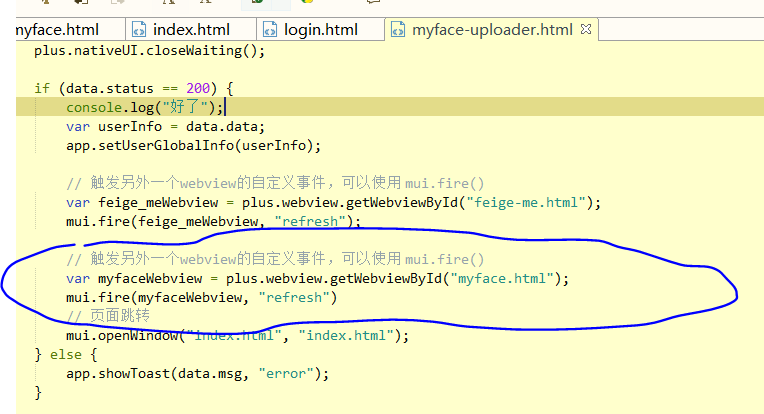 myface.html index.html login.html myface-uploader.html
plus.nativeUI.closeWaiting();
if (data.status == 200) {
console.log("好了");
var userInfo = data.data;
app.setUserGlobalInfo(userInfo);
// 触发另外一个webview的自定义事件，可以使用 mui.fire()
var feige_meWebview = plus.webview.getWebviewById("feige-me.html");
mui.fire(feige_meWebview, "refresh");
// 触发另外一个webview的自定义事件，可以使用 mui.fire()
var myfaceWebview = plus.webview.getWebviewById("myface.html");
mui.fire(myfaceWebview, "refresh")
// 页面跳转
mui.openWindow("index.html", "index.html");
} else {
app.showToast(data.msg, "error");
}